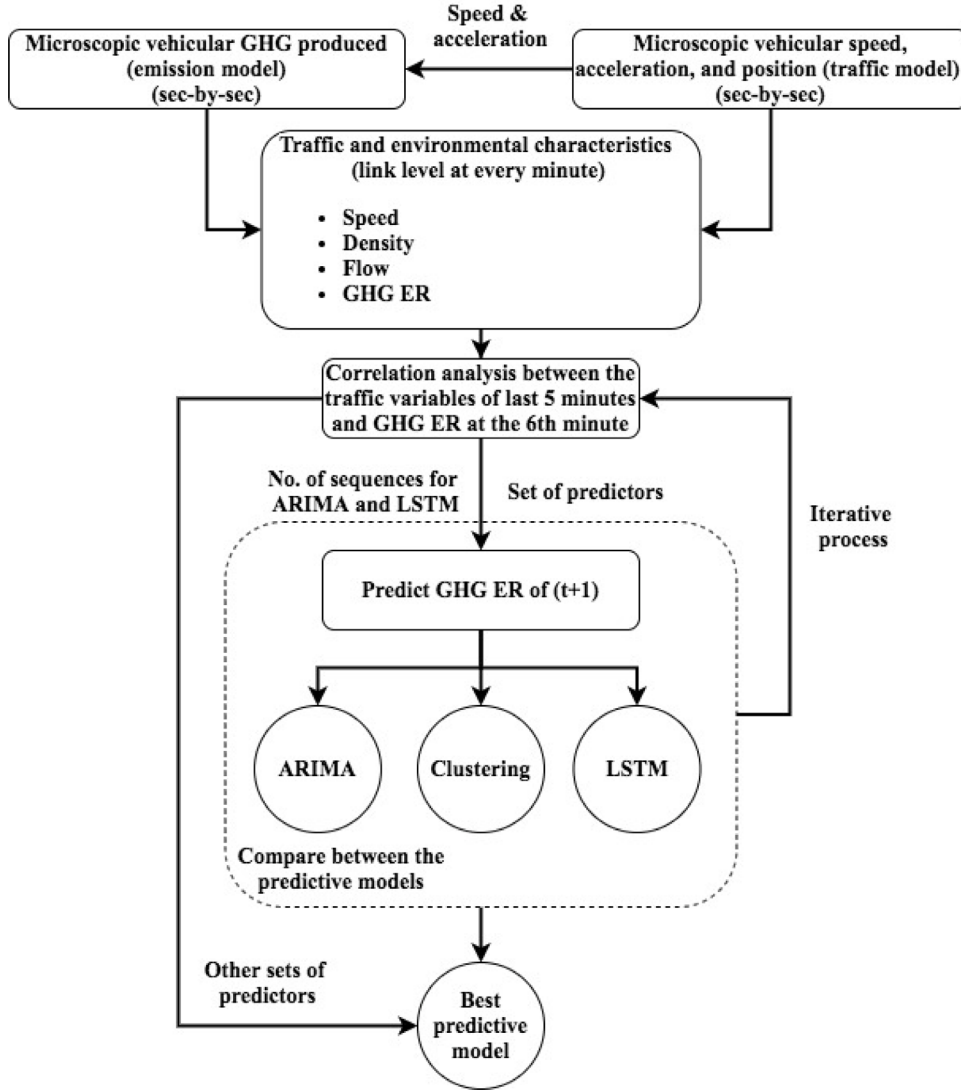 Speed &
acceleration
Microscopic vehicular GHG produced
(emission model)
(sec-by-sec)
Microscopic vehicular speed,
acceleration, and position (traffic model)
(sec-by-sec)
Traffic and environmental characteristics
(link level at every minute)
• Speed
• Density
• Flow
• GHG ER
Correlation analysis between the
traffic variables of last 5 minutes
and GHG ER at the 6th minute
No. of sequences for
ARIMA and LSTM
Set of predictors
Iterative
process
Predict GHG ER of (t+1)
ARIMA
Clustering
LSTM
Compare between the
predictive models
Other sets of
predictors
Best
predictive
model